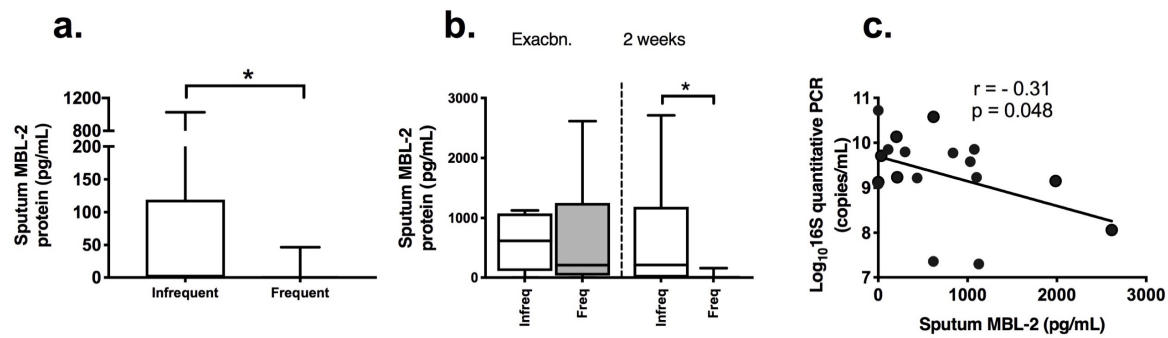 a.
*
1200
800
200
150
100
50
0
Sputum MBL-2
protein (pg/mL)
Infrequent
Frequent
b.
Exacbn.
2 weeks
*
3000
2000
1000
0
Sputum MBL-2
protein (pg/mL)
Infreq
Freq
Infreq
Freq
c.
r = - 0.31
p = 0.048
11
10
9
8
7
Log₁₀16S quantitative PCR
(copies/mL)
0
1000
2000
3000
Sputum MBL-2 (pg/mL)